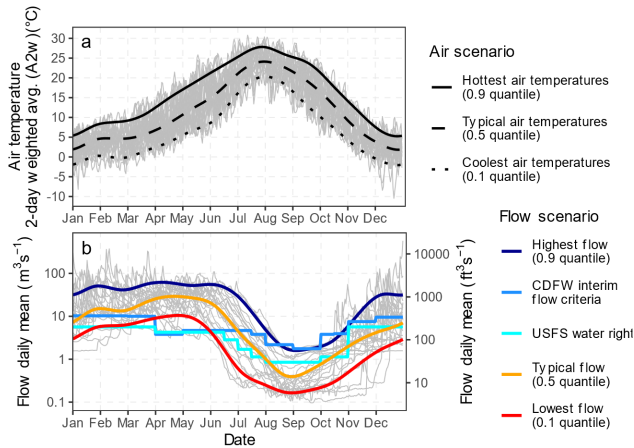 Air temperature
2-day w eighted avg. (A2w )(°C)
a
30
25
20
15
10
5
0
-5
-10
Jan Feb Mar Apr May Jun Jul Aug Sep Oct Nov Dec
Air scenario
Hottest air temperatures
(0.9 quantile)
Typical air temperatures
(0.5 quantile)
Coolest air temperatures
(0.1 quantile)
Flow daily mean (m³s⁻¹)
b
100
10
1
0.1
10000
1000
100
10
Flow daily mean (ft³s⁻¹)
Jan Feb Mar Apr May Jun Jul Aug Sep Oct Nov Dec
Date
Flow scenario
Highest flow
(0.9 quantile)
CDFW interim
flow criteria
USFS water right
Typical flow
(0.5 quantile)
Lowest flow
(0.1 quantile)